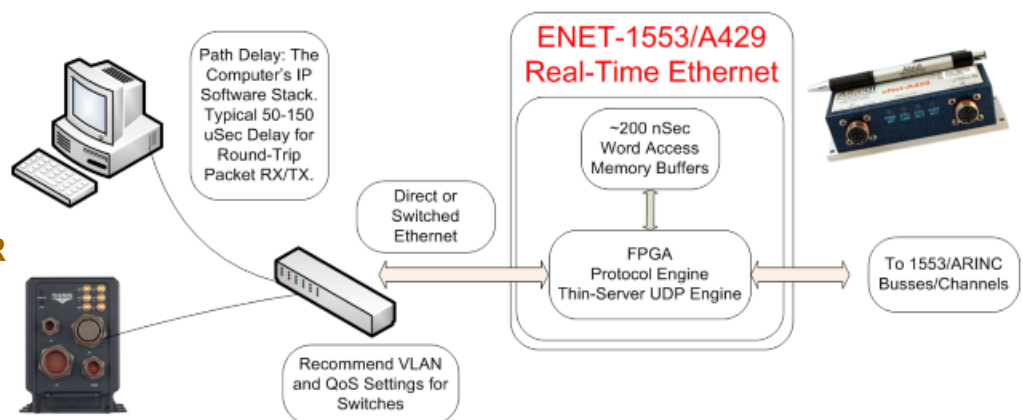 Path Delay: The
Computer's IP
Software Stack.
Typical 50-150
uSec Delay for
Round-Trip
Packet RX/TX.
ENET-1553/A429
Real-Time Ethernet
~200 nSec
Word Access
Memory Buffers
eNet-A429
Direct or
Switched
Ethernet
R
FPGA
Protocol Engine
Thin-Server UDP Engine
To 1553/ARINC
Busses/Channels
Recommend VLAN
and QoS Settings for
Switches